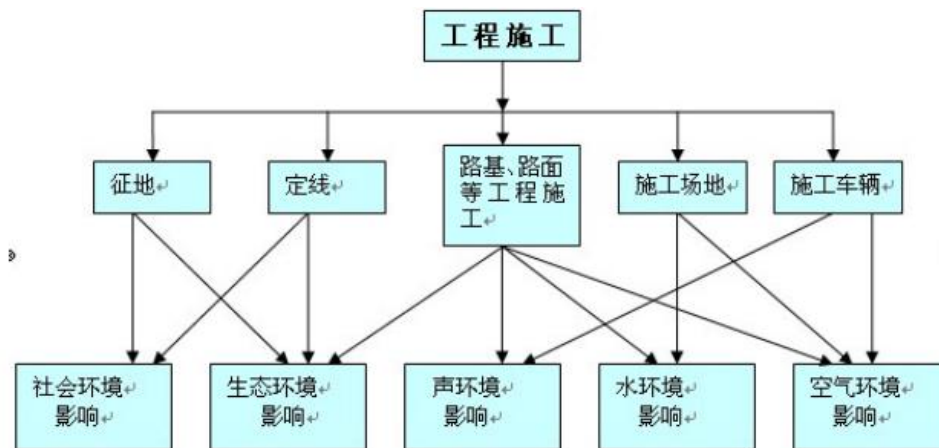 工程施工
征地
定线
路基、路面
等工程施
工
施工场地
施工车辆
社会环境
影响
生态环境
影响
声环境
影响
水环境
影响
空气环境
影响